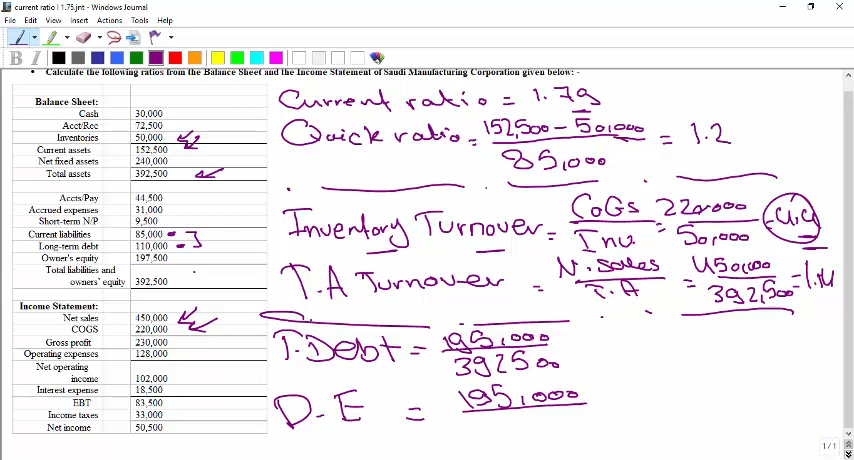 current ratio l 1.75.jnt - Windows Journal
File Edit View Insert Actions Tools Help
B I
• Calculate the following ratios from the Balance Sheet and the Income Statement of Saudi Manufacturing Corporation given below: -
Balance Sheet:
Cash 30,000
Acct/Rec 72,500
Inventories 50,000
Current assets 152,500
Net fixed assets 240,000
Total assets 392,500
Accts/Pay 44,500
Accrued expenses 31,000
Short-term N/P 9,500
Current liabilities 85,000
Long-term debt 110,000
Owner's equity 197,500
Total liabilities and
owners' equity 392,500
Income Statement:
Net sales 450,000
COGS 220,000
Gross profit 230,000
Operating expenses 128,000
Net operating
income 102,000
Interest expense 18,500
EBT 83,500
Income taxes 33,000
Net income 50,500
Current ratio = 1.79
Quick ratio = 152,500 - 50,000 = 1.2
85,000
Inventory Turnover = CoGs = 220,000 4.4
Inv. 50,000
T.A Turnover = N. sales = 450,000 = 1.14
T.A 392,500
T.Debt = 195,000
392500
D-E = 195,000
1 / 1